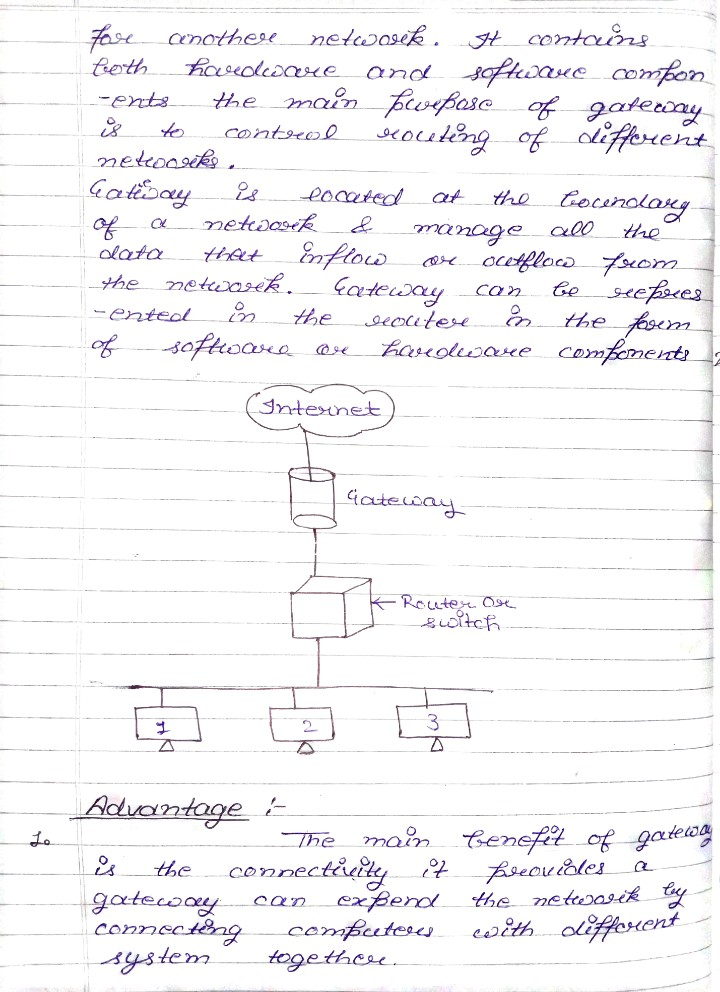 for another network. It contains
both hardware and software compon
-ents the main purpose of gateway
is to control routing of different
networks.
Gateway is located at the boundary
of a network & manage all the
data that inflow or outflow from
the network. Gateway can be repres
-ented in the router in the form
of software or hardware components
Internet
Gateway
← Router or
switch
1 2 3
Advantage :-
1. The main benefit of gateway
is the connectivity it provides a
gateway can expend the network by
connecting computers with different
system together.